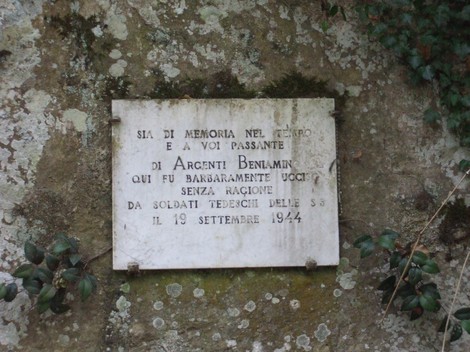 SIA DI MEMORIA NEL TEMPO
E A VOI PASSANTE
DI ARGENTI BENIAMIN
QUI FU BARBARAMENTE UCCISO
SENZA RAGIONE
DA SOLDATI TEDESCHI DELLE SS
IL 19 SETTEMBRE 1944